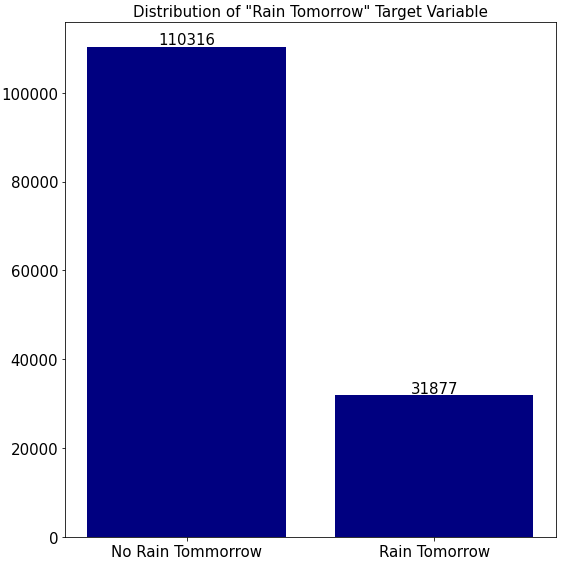 Distribution of "Rain Tomorrow" Target Variable
110316
100000
80000
60000
40000
31877
20000
0
No Rain Tommorrow
Rain Tomorrow